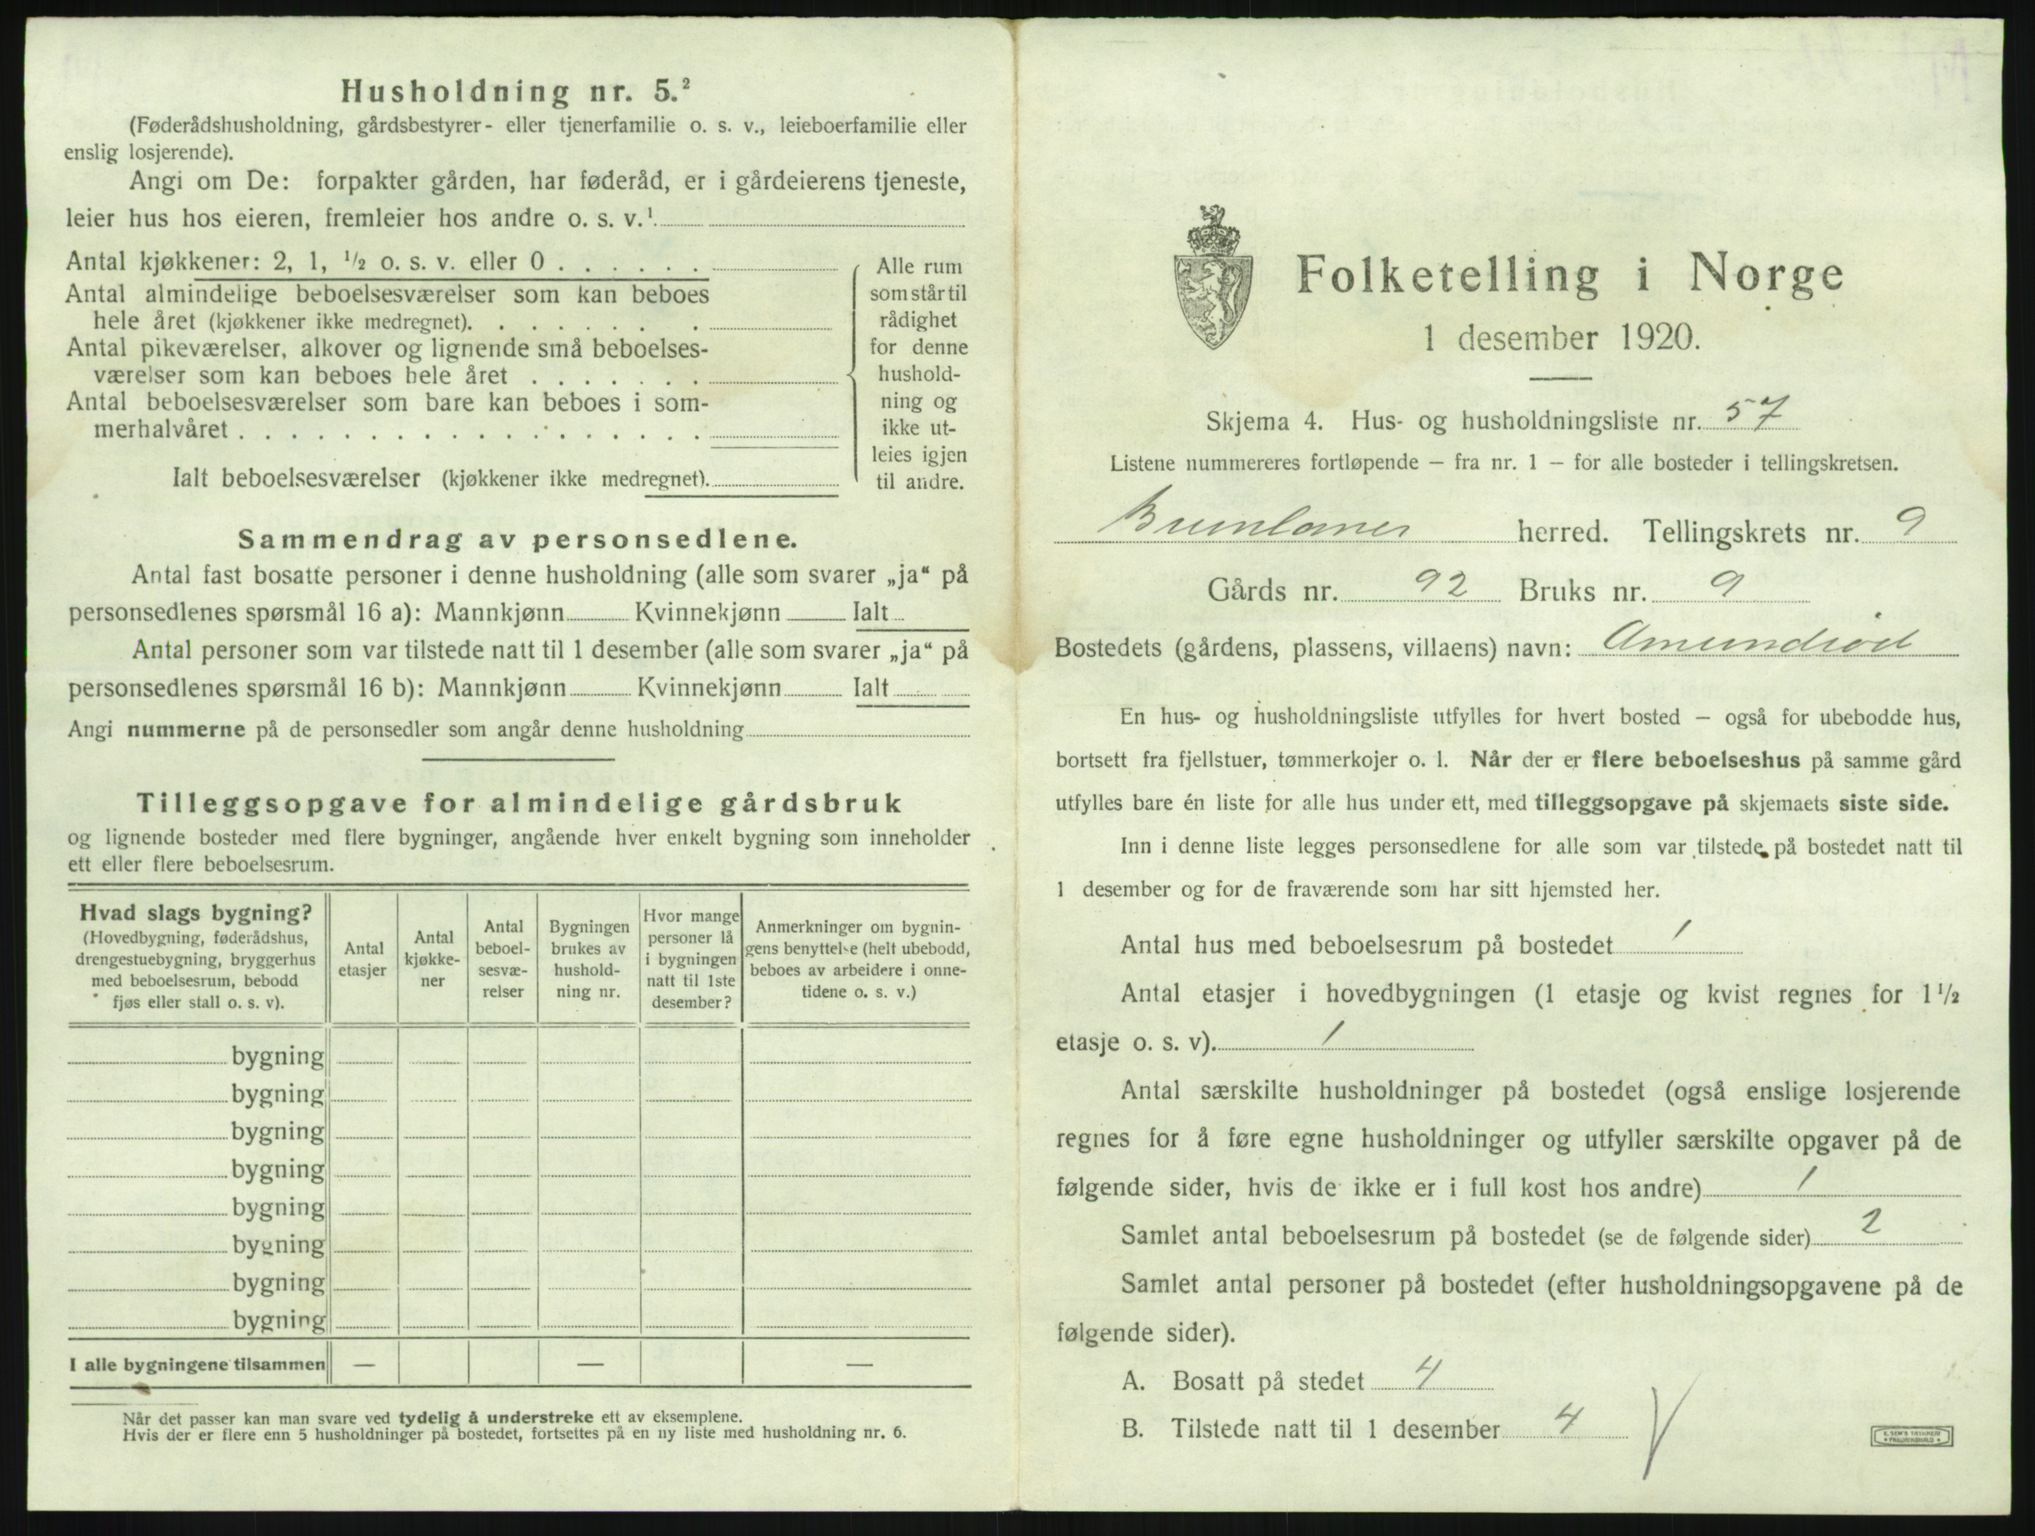 Husholdning nr. 5.²
(Føderådshusholdning, gårdsbestyrer- eller tjenerfamilie o. s. v., leieboerfamilie eller
enslig losjerende).
Angi om De: forpakter gården, har føderåd, er i gårdeierens tjeneste,
leier hus hos eieren, fremleier hos andre o. s. v.¹
Antal kjøkkener: 2, 1, ½ o. s. v. eller 0 . . . . . .
Antal almindelige beboelsesværelser som kan beboes
hele året (kjøkkener ikke medregnet). . . . . . . .
Antal pikeværelser, alkover og lignende små beboelses-
værelser som kan beboes hele året . . . . . . .
Antal beboelsesværelser som bare kan beboes i som-
merhalvåret . . . . . . . . . . . . . . . . . .
Ialt beboelsesværelser (kjøkkener ikke medregnet).
Alle rum
som står til
rådighet
for denne
hushold-
ning og
ikke ut-
leies igjen
til andre.
Sammendrag av personsedlene.
Antal fast bosatte personer i denne husholdning (alle som svarer „ja“ på
personsedlenes spørsmål 16 a): Mannkjønn Kvinnekjønn Ialt
Antal personer som var tilstede natt til 1 desember (alle som svarer „ja“ på
personsedlenes spørsmål 16 b): Mannkjønn Kvinnekjønn Ialt
Angi nummerne på de personsedler som angår denne husholdning
Tilleggsopgave for almindelige gårdsbruk
og lignende bosteder med flere bygninger, angående hver enkelt bygning som inneholder
ett eller flere beboelsesrum.
Hvad slags bygning?
(Hovedbygning, føderådshus,
drengestuebygning, bryggerhus
med beboelsesrum, bebodd
fjøs eller stall o. s. v).
Antal
etasjer
Antal
kjøkke-
ner
Antal
beboel-
sesvæ-
relser
Bygningen
brukes av
hushold-
ning nr.
Hvor mange
personer lå
i bygningen
natt til 1ste
desember?
Anmerkninger om bygnin-
gens benyttelse (helt ubebodd,
beboes av arbeidere i onne-
tidene o. s. v.)
bygning
bygning
bygning
bygning
bygning
bygning
bygning
bygning
I alle bygningene tilsammen — — —
Når det passer kan man svare ved tydelig å understreke ett av eksemplene.
Hvis der er flere enn 5 husholdninger på bostedet, fortsettes på en ny liste med husholdning nr. 6.
Folketelling i Norge
1 desember 1920.
Skjema 4. Hus- og husholdningsliste nr. 57
Listene nummereres fortløpende – fra nr. 1 – for alle bosteder i tellingskretsen.
Brunlanes herred. Tellingskrets nr. 9
Gårds nr. 92 Bruks nr. 9
Bostedets (gårdens, plassens, villaens) navn: Amundrød
En hus- og husholdningsliste utfylles for hvert bosted – også for ubebodde hus,
bortsett fra fjellstuer, tømmerkojer o. l. Når der er flere beboelseshus på samme gård
utfylles bare én liste for alle hus under ett, med tilleggsopgave på skjemaets siste side.
Inn i denne liste legges personsedlene for alle som var tilstede på bostedet natt til
1 desember og for de fraværende som har sitt hjemsted her.
Antal hus med beboelsesrum på bostedet 1
Antal etasjer i hovedbygningen (1 etasje og kvist regnes for 1½
etasje o. s. v). 1
Antal særskilte husholdninger på bostedet (også enslige losjerende
regnes for å føre egne husholdninger og utfyller særskilte opgaver på de
følgende sider, hvis de ikke er i full kost hos andre) 1
Samlet antal beboelsesrum på bostedet (se de følgende sider) 2
Samlet antal personer på bostedet (efter husholdningsopgavene på de
følgende sider).
A. Bosatt på stedet 4
B. Tilstede natt til 1 desember 4